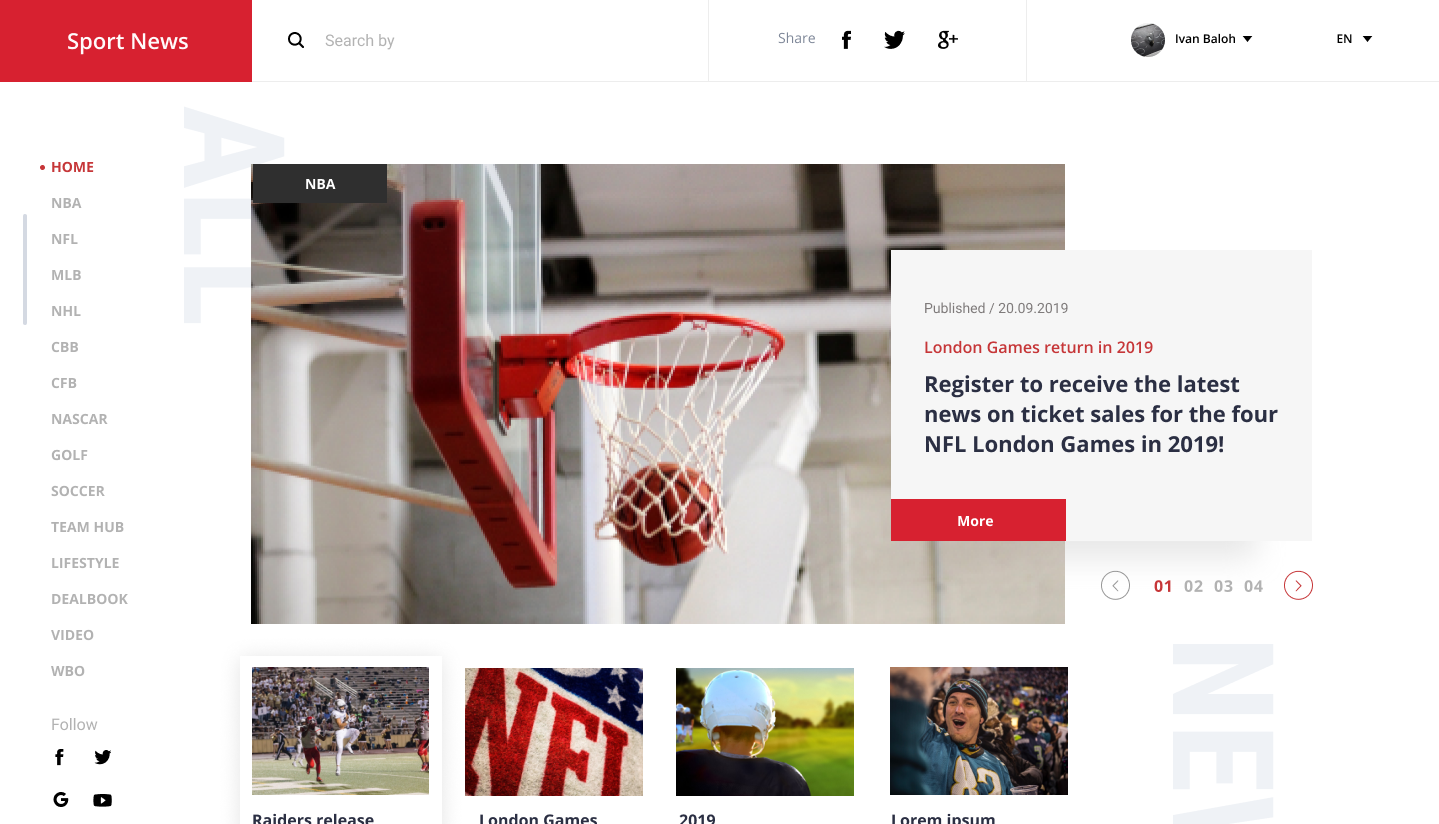 Sport News
Search by
Share
Ivan Baloh
EN
ALL
HOME
NBA
NFL
MLB
NHL
CBB
CFB
NASCAR
GOLF
SOCCER
TEAM HUB
LIFESTYLE
DEALBOOK
VIDEO
WBO
Follow
NBA
Published / 20.09.2019
London Games return in 2019
Register to receive the latest
news on ticket sales for the four
NFL London Games in 2019!
More
01 02 03 04
NFL
Raiders release
London Games
2019
Lorem ipsum